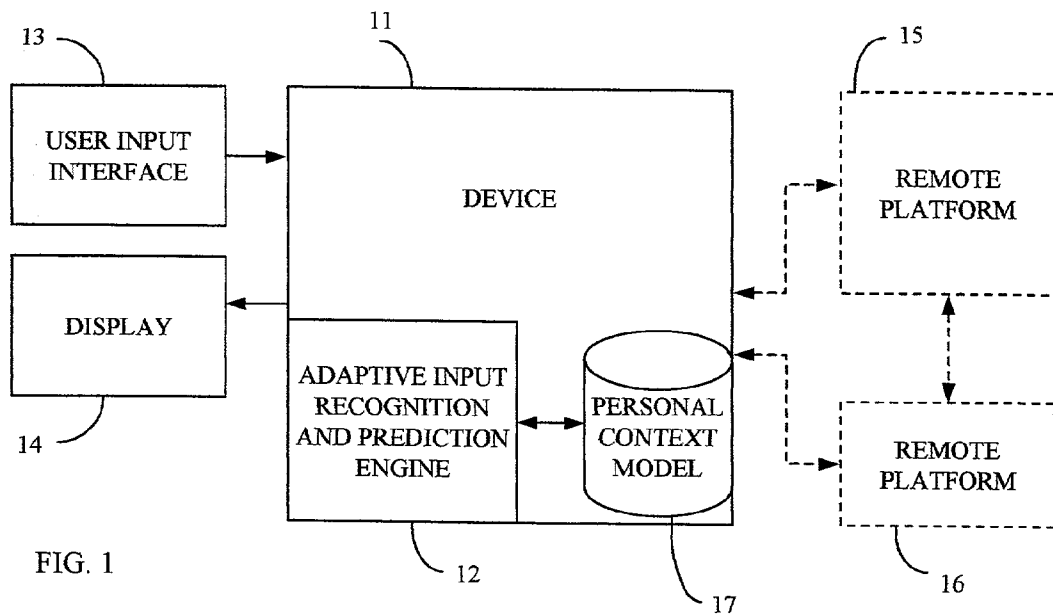 13
11
15
USER INPUT
INTERFACE
DEVICE
REMOTE
PLATFORM
DISPLAY
14
ADAPTIVE INPUT
RECOGNITION
AND PREDICTION
ENGINE
PERSONAL
CONTEXT
MODEL
REMOTE
PLATFORM
FIG. 1
12
17
16